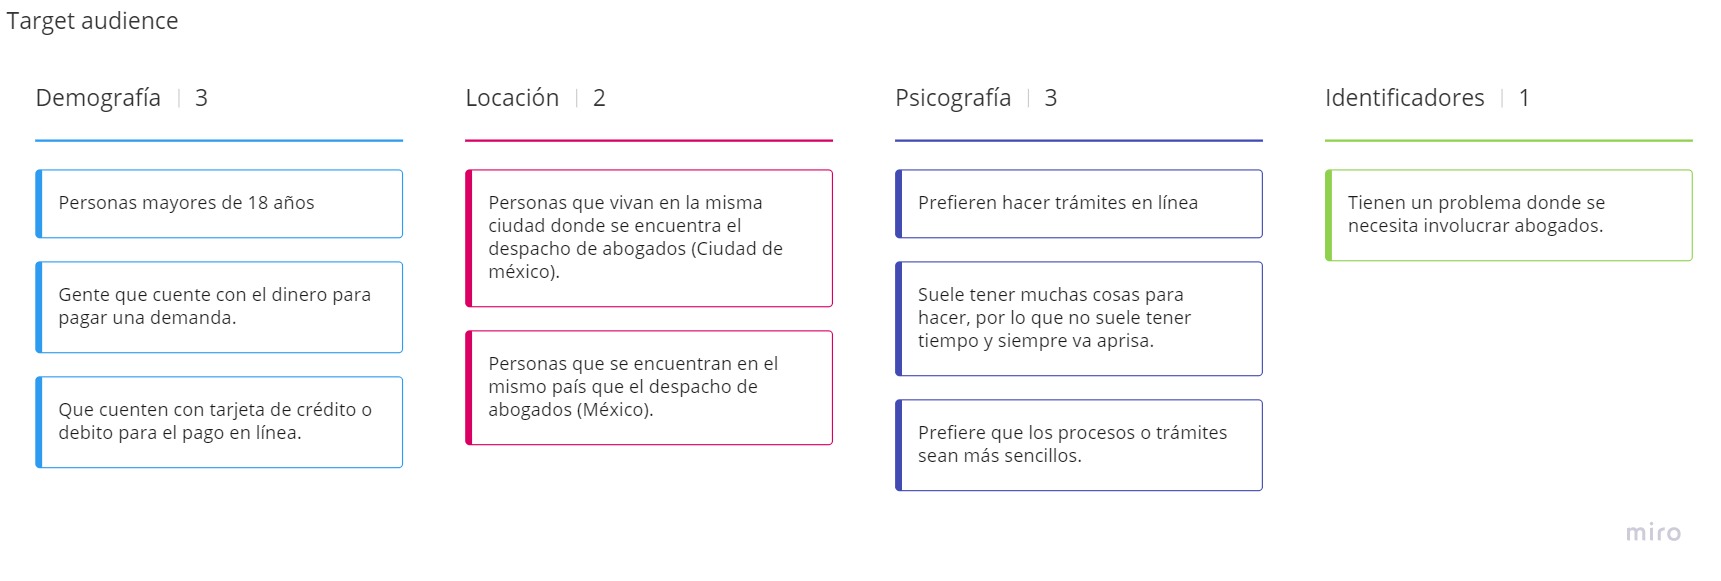 Target audience
Demografía | 3
Personas mayores de 18 años
Gente que cuente con el dinero para
pagar una demanda.
Que cuenten con tarjeta de crédito o
debito para el pago en línea.
Locación | 2
Personas que vivan en la misma
ciudad donde se encuentra el
despacho de abogados (Ciudad de
méxico).
Personas que se encuentran en el
mismo país que el despacho de
abogados (México).
Psicografía | 3
Prefieren hacer trámites en línea
Suele tener muchas cosas para
hacer, por lo que no suele tener
tiempo y siempre va aprisa.
Prefiere que los procesos o trámites
sean más sencillos.
Identificadores | 1
Tienen un problema donde se
necesita involucrar abogados.
miro